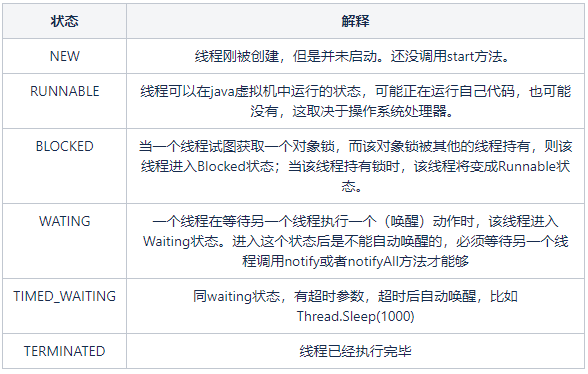 状态 解释
NEW 线程刚被创建，但是并未启动。还没调用start方法。
RUNNABLE 线程可以在java虚拟机中运行的状态，可能正在运行自己代码，也可能
没有，这取决于操作系统处理器。
BLOCKED 当一个线程试图获取一个对象锁，而该对象锁被其他的线程持有，则该
线程进入Blocked状态；当该线程持有锁时，该线程将变成Runnable状
态。
WATING 一个线程在等待另一个线程执行一个（唤醒）动作时，该线程进入
Waiting状态。进入这个状态后是不能自动唤醒的，必须等待另一个线
程调用notify或者notifyAll方法才能够
TIMED_WAITING 同waiting状态，有超时参数，超时后自动唤醒，比如
Thread.Sleep(1000)
TERMINATED 线程已经执行完毕